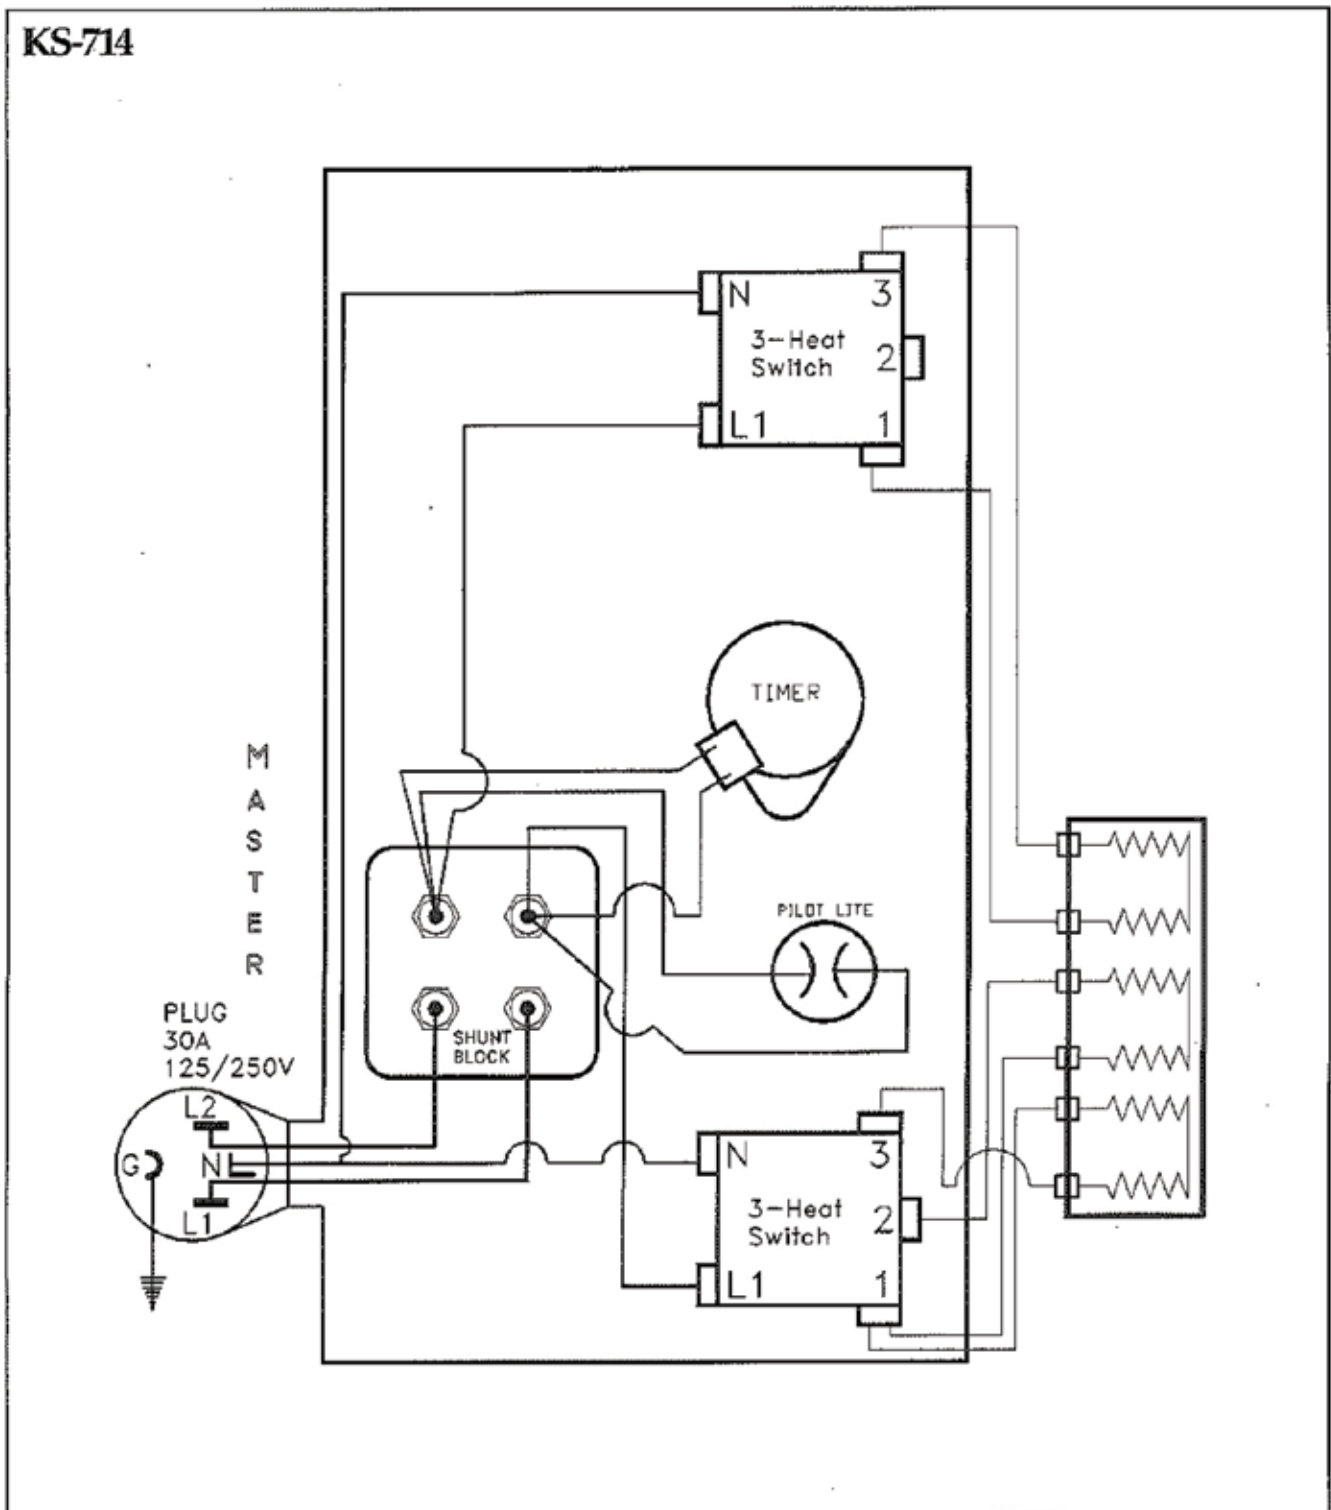 KS-714
N 3
3-Heat
Switch
2
L1 1
TIMER
MASTER
PILOT LITE
SHUNT
BLOCK
PLUG
30A
125/250V
L2
G N
L1
N 3
3-Heat
Switch
2
L1 1